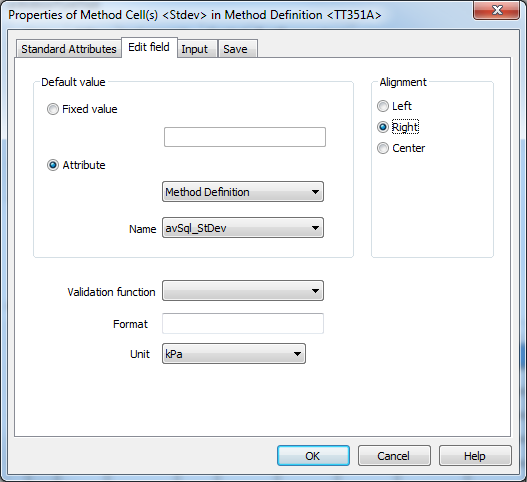 Properties of Method Cell(s) <Stdev> in Method Definition <TT351A>
Standard Attributes Edit field Input Save
Default value
Fixed value
Attribute
Method Definition
Name avSql_StDev
Alignment
Left
Right
Center
Validation function
Format
Unit kPa
OK Cancel Help